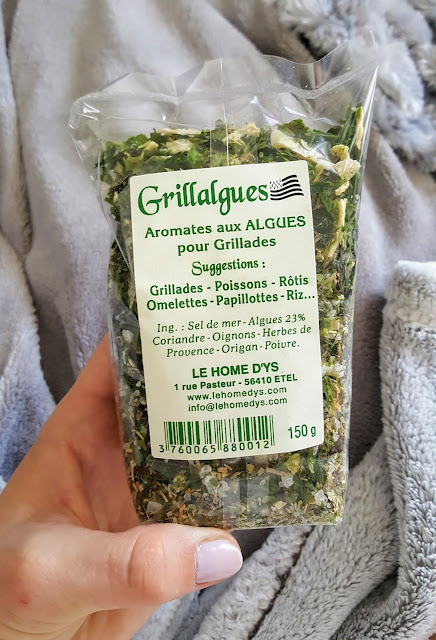 Grillalgues
Aromates aux ALGUES
pour Grillades
Suggestions :
Grillades - Poissons - Rôtis
Omelettes - Papillottes - Riz...
Ing. : Sel de mer - Algues 23%
Coriandre - Oignons - Herbes de
Provence - Origan - Poivre.
LE HOME D'YS
1 rue Pasteur - 56410 ETEL
www.lehomedys.com
info@lehomedys.com
3 760065 880012
150 g